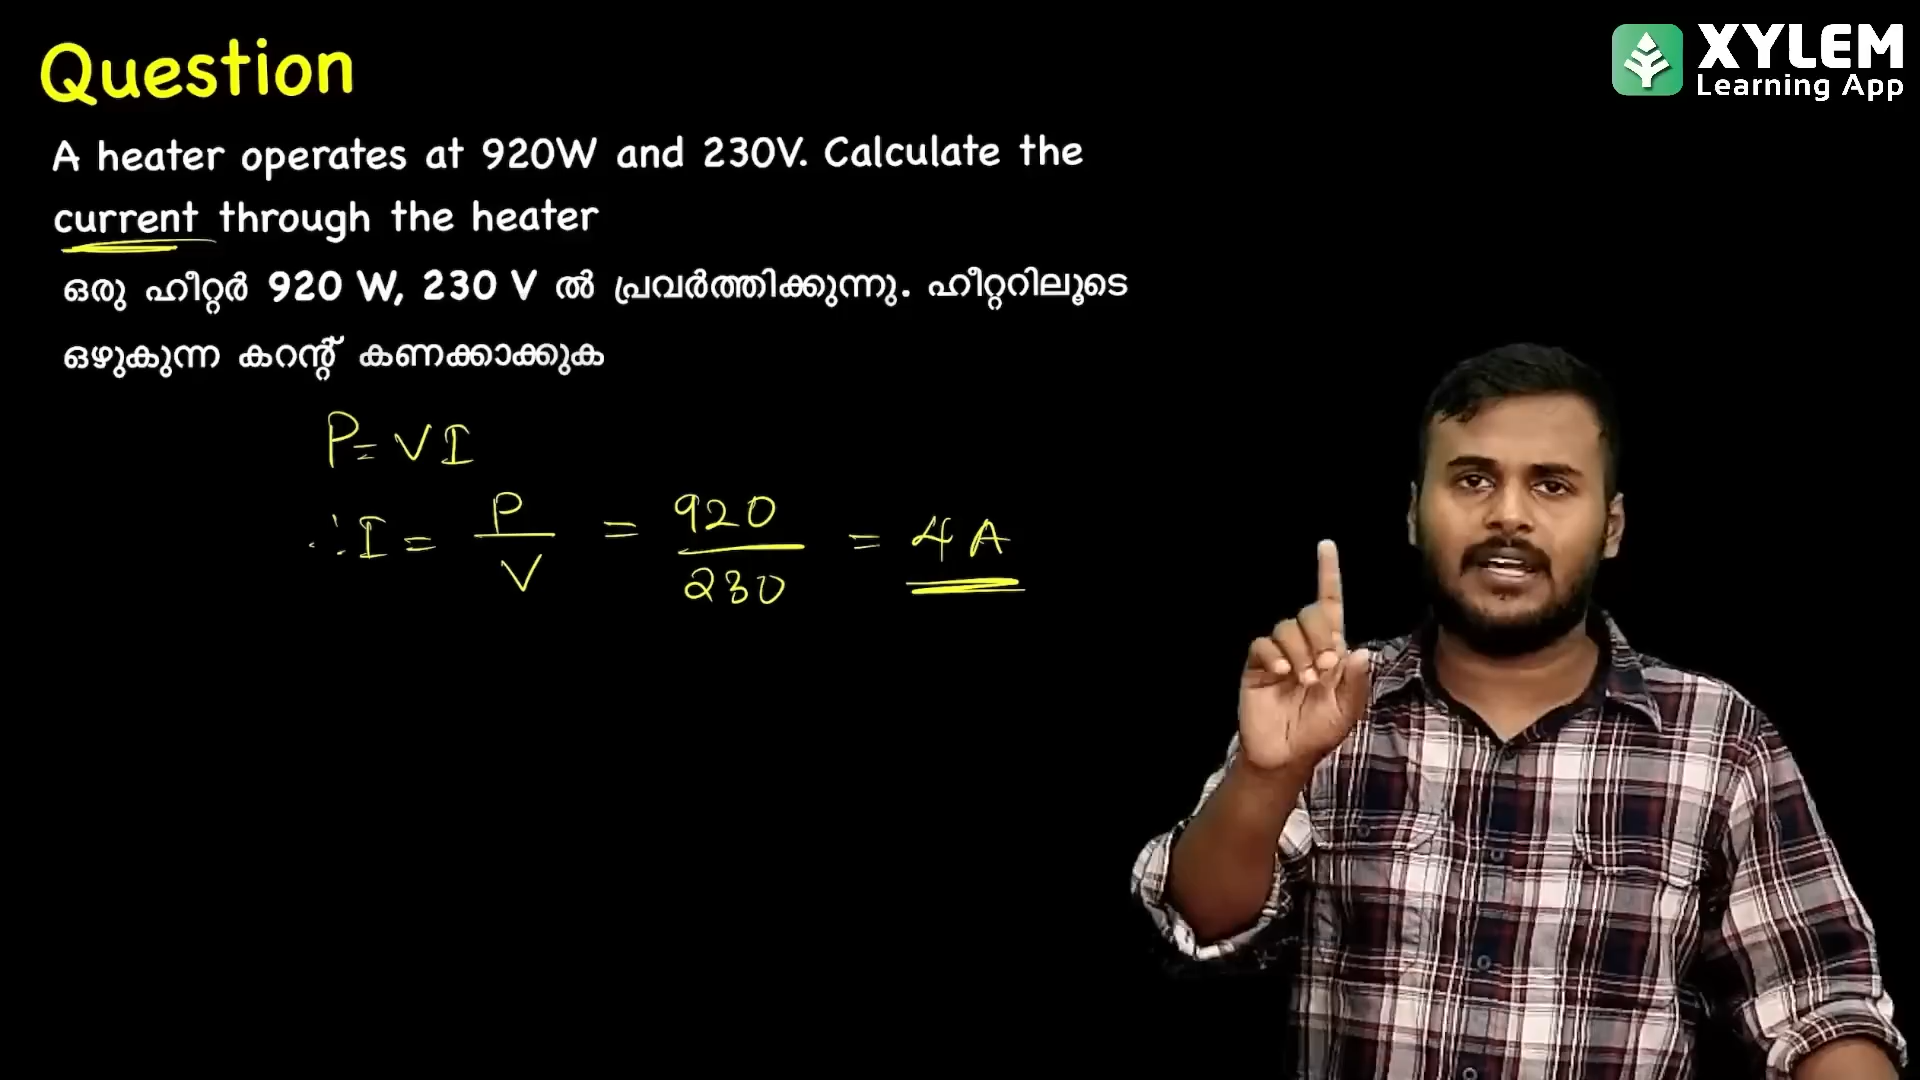 Question
XYLEM
Learning App
A heater operates at 920W and 230V. Calculate the
current through the heater
ഒരു ഹീറ്റർ 920 W, 230 V ൽ പ്രവർത്തിക്കുന്നു. ഹീറ്ററിലൂടെ
ഒഴുകുന്ന കറന്റ് കണക്കാക്കുക
P = VI
∴ I = P/V = 920/230 = 4 A